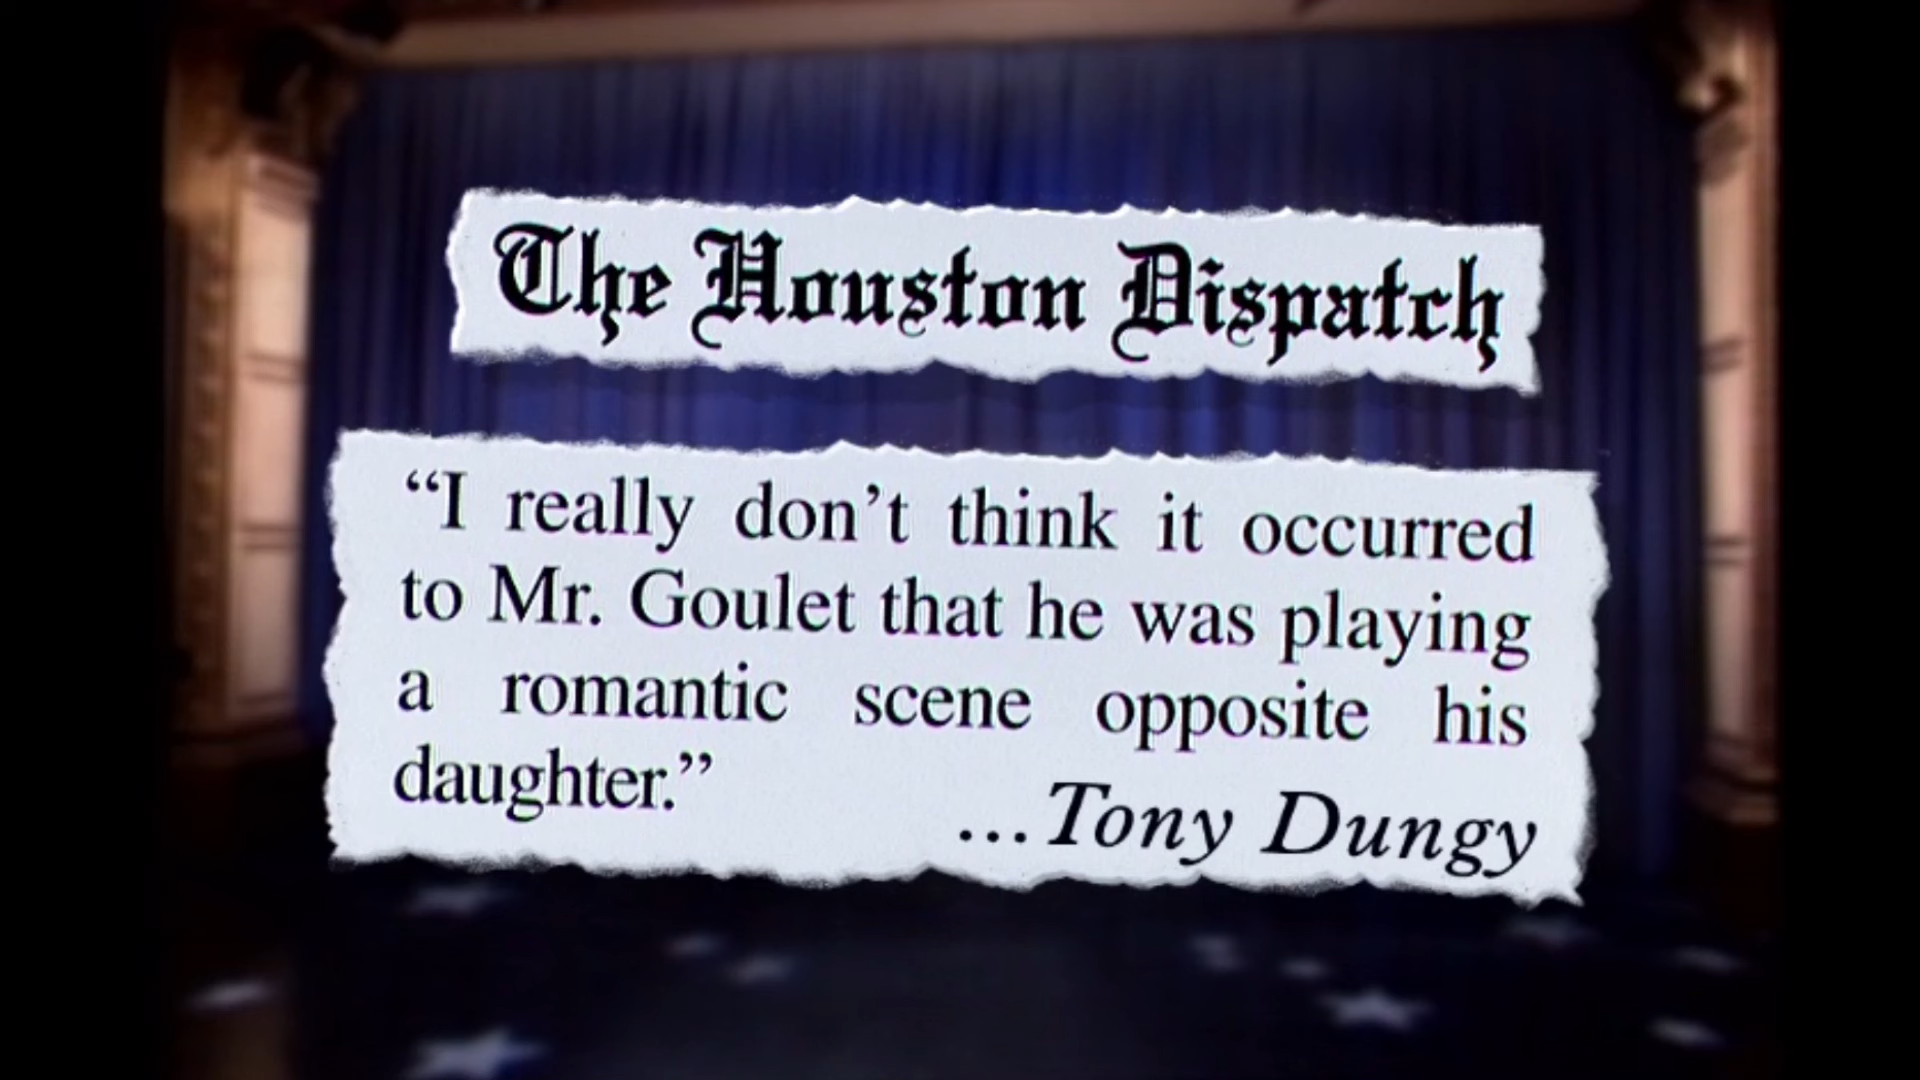 The Houston Dispatch
“I really don’t think it occurred
to Mr. Goulet that he was playing
a romantic scene opposite his
daughter.”
...Tony Dungy